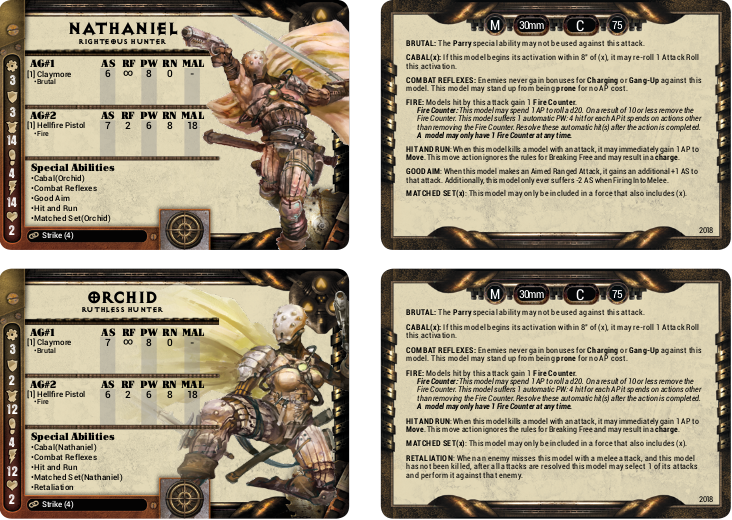 NATHANIEL
RIGHTEOUS HUNTER
AG#1 AS RF PW RN MAL
[1] Claymore 6 ∞ 8 0 -
•Brutal
AG#2 AS RF PW RN MAL
[1] Hellfire Pistol 7 2 6 8 18
•Fire
3
3
14
4
14
2
Special Abilities
•Cabal(Orchid)
•Combat Reflexes
•Good Aim
•Hit and Run
•Matched Set(Orchid)
Strike (4)
M 30mm C 75
BRUTAL: The Parry special ability may not be used against this attack.
CABAL(x): If this model begins its activation within 8" of (x), it may re-roll 1 Attack Roll
this activation.
COMBAT REFLEXES: Enemies never gain bonuses for Charging or Gang-Up against this
model. This model may stand up from being prone for no AP cost.
FIRE: Models hit by this attack gain 1 Fire Counter.
Fire Counter: This model may spend 1 AP to roll a d20. On a result of 10 or less remove the
Fire Counter. This model suffers 1 automatic PW: 4 hit for each AP it spends on actions other
than removing the Fire Counter. Resolve these automatic hit(s) after the action is completed.
A model may only have 1 Fire Counter at any time.
HIT AND RUN: When this model kills a model with an attack, it may immediately gain 1 AP to
Move. This move action ignores the rules for Breaking Free and may result in a charge.
GOOD AIM: When this model makes an Aimed Ranged Attack, it gains an additional +1 AS to
that attack. Additionally, this model only ever suffers -2 AS when Firing Into Melee.
MATCHED SET(x): This model may only be included in a force that also includes (x).
2018
ORCHID
RUTHLESS HUNTER
AG#1 AS RF PW RN MAL
[1] Claymore 7 ∞ 8 0 -
•Brutal
AG#2 AS RF PW RN MAL
[1] Hellfire Pistol 6 2 6 8 18
•Fire
3
2
12
4
12
2
Special Abilities
•Cabal(Nathaniel)
•Combat Reflexes
•Hit and Run
•Matched Set(Nathaniel)
•Retaliation
Strike (4)
M 30mm C 75
BRUTAL: The Parry special ability may not be used against this attack.
CABAL(x): If this model begins its activation within 8" of (x), it may re-roll 1 Attack Roll
this activation.
COMBAT REFLEXES: Enemies never gain bonuses for Charging or Gang-Up against this
model. This model may stand up from being prone for no AP cost.
FIRE: Models hit by this attack gain 1 Fire Counter.
Fire Counter: This model may spend 1 AP to roll a d20. On a result of 10 or less remove the
Fire Counter. This model suffers 1 automatic PW: 4 hit for each AP it spends on actions other
than removing the Fire Counter. Resolve these automatic hit(s) after the action is completed.
A model may only have 1 Fire Counter at any time.
HIT AND RUN: When this model kills a model with an attack, it may immediately gain 1 AP to
Move. This move action ignores the rules for Breaking Free and may result in a charge.
MATCHED SET(x): This model may only be included in a force that also includes (x).
RETALIATION: When an enemy misses this model with a melee attack, and this model
has not been killed, after all attacks are resolved this model may select 1 of its attacks
and perform it against that enemy.
2018